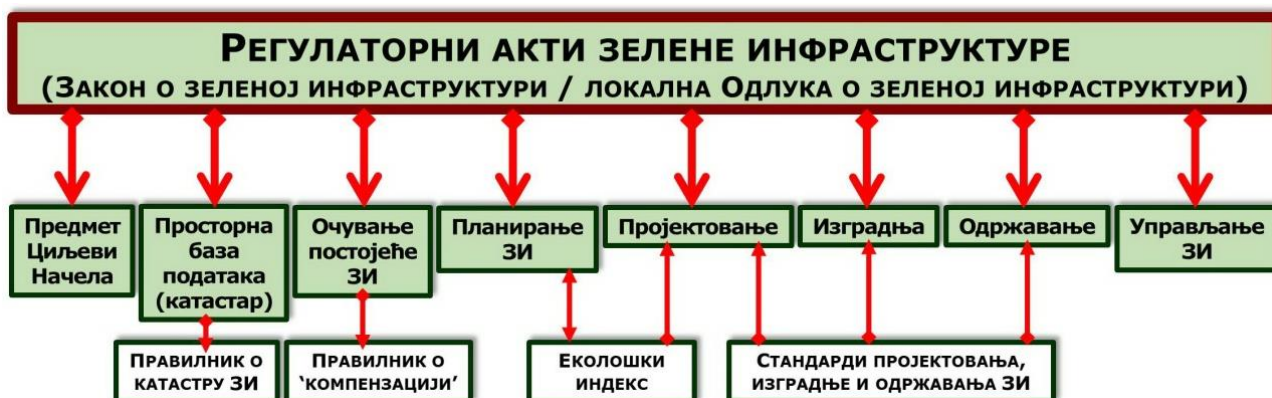 РЕГУЛАТОРНИ АКТИ ЗЕЛЕНЕ ИНФРАСТРУКТУРЕ
(ЗАКОН О ЗЕЛЕНОЈ ИНФРАСТРУКТУРИ / ЛОКАЛНА ОДЛУКА О ЗЕЛЕНОЈ ИНФРАСТРУКТУРИ)
Предмет
Циљеви
Начела
Просторна
база
података
(катастар)
Очување
постојеће
ЗИ
Планирање
ЗИ
Пројектовање
Изградња
Одржавање
Управљање
ЗИ
ПРАВИЛНИК О
КАТАСТРУ ЗИ
ПРАВИЛНИК О
'КОМПЕНЗАЦИЈИ'
ЕКОЛОШКИ
ИНДЕКС
СТАНДАРДИ ПРОЈЕКТОВАЊА,
ИЗГРАДЊЕ И ОДРЖАВАЊА ЗИ